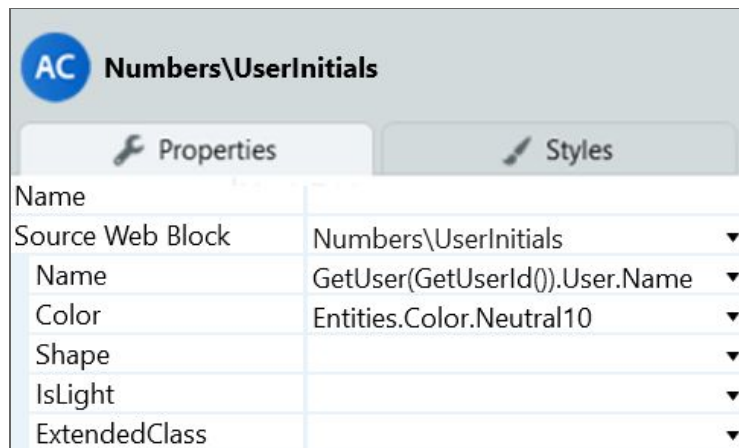 AC Numbers\UserInitials
Properties Styles
Name
Source Web Block Numbers\UserInitials
Name GetUser(GetUserId()).User.Name
Color Entities.Color.Neutral10
Shape
IsLight
ExtendedClass